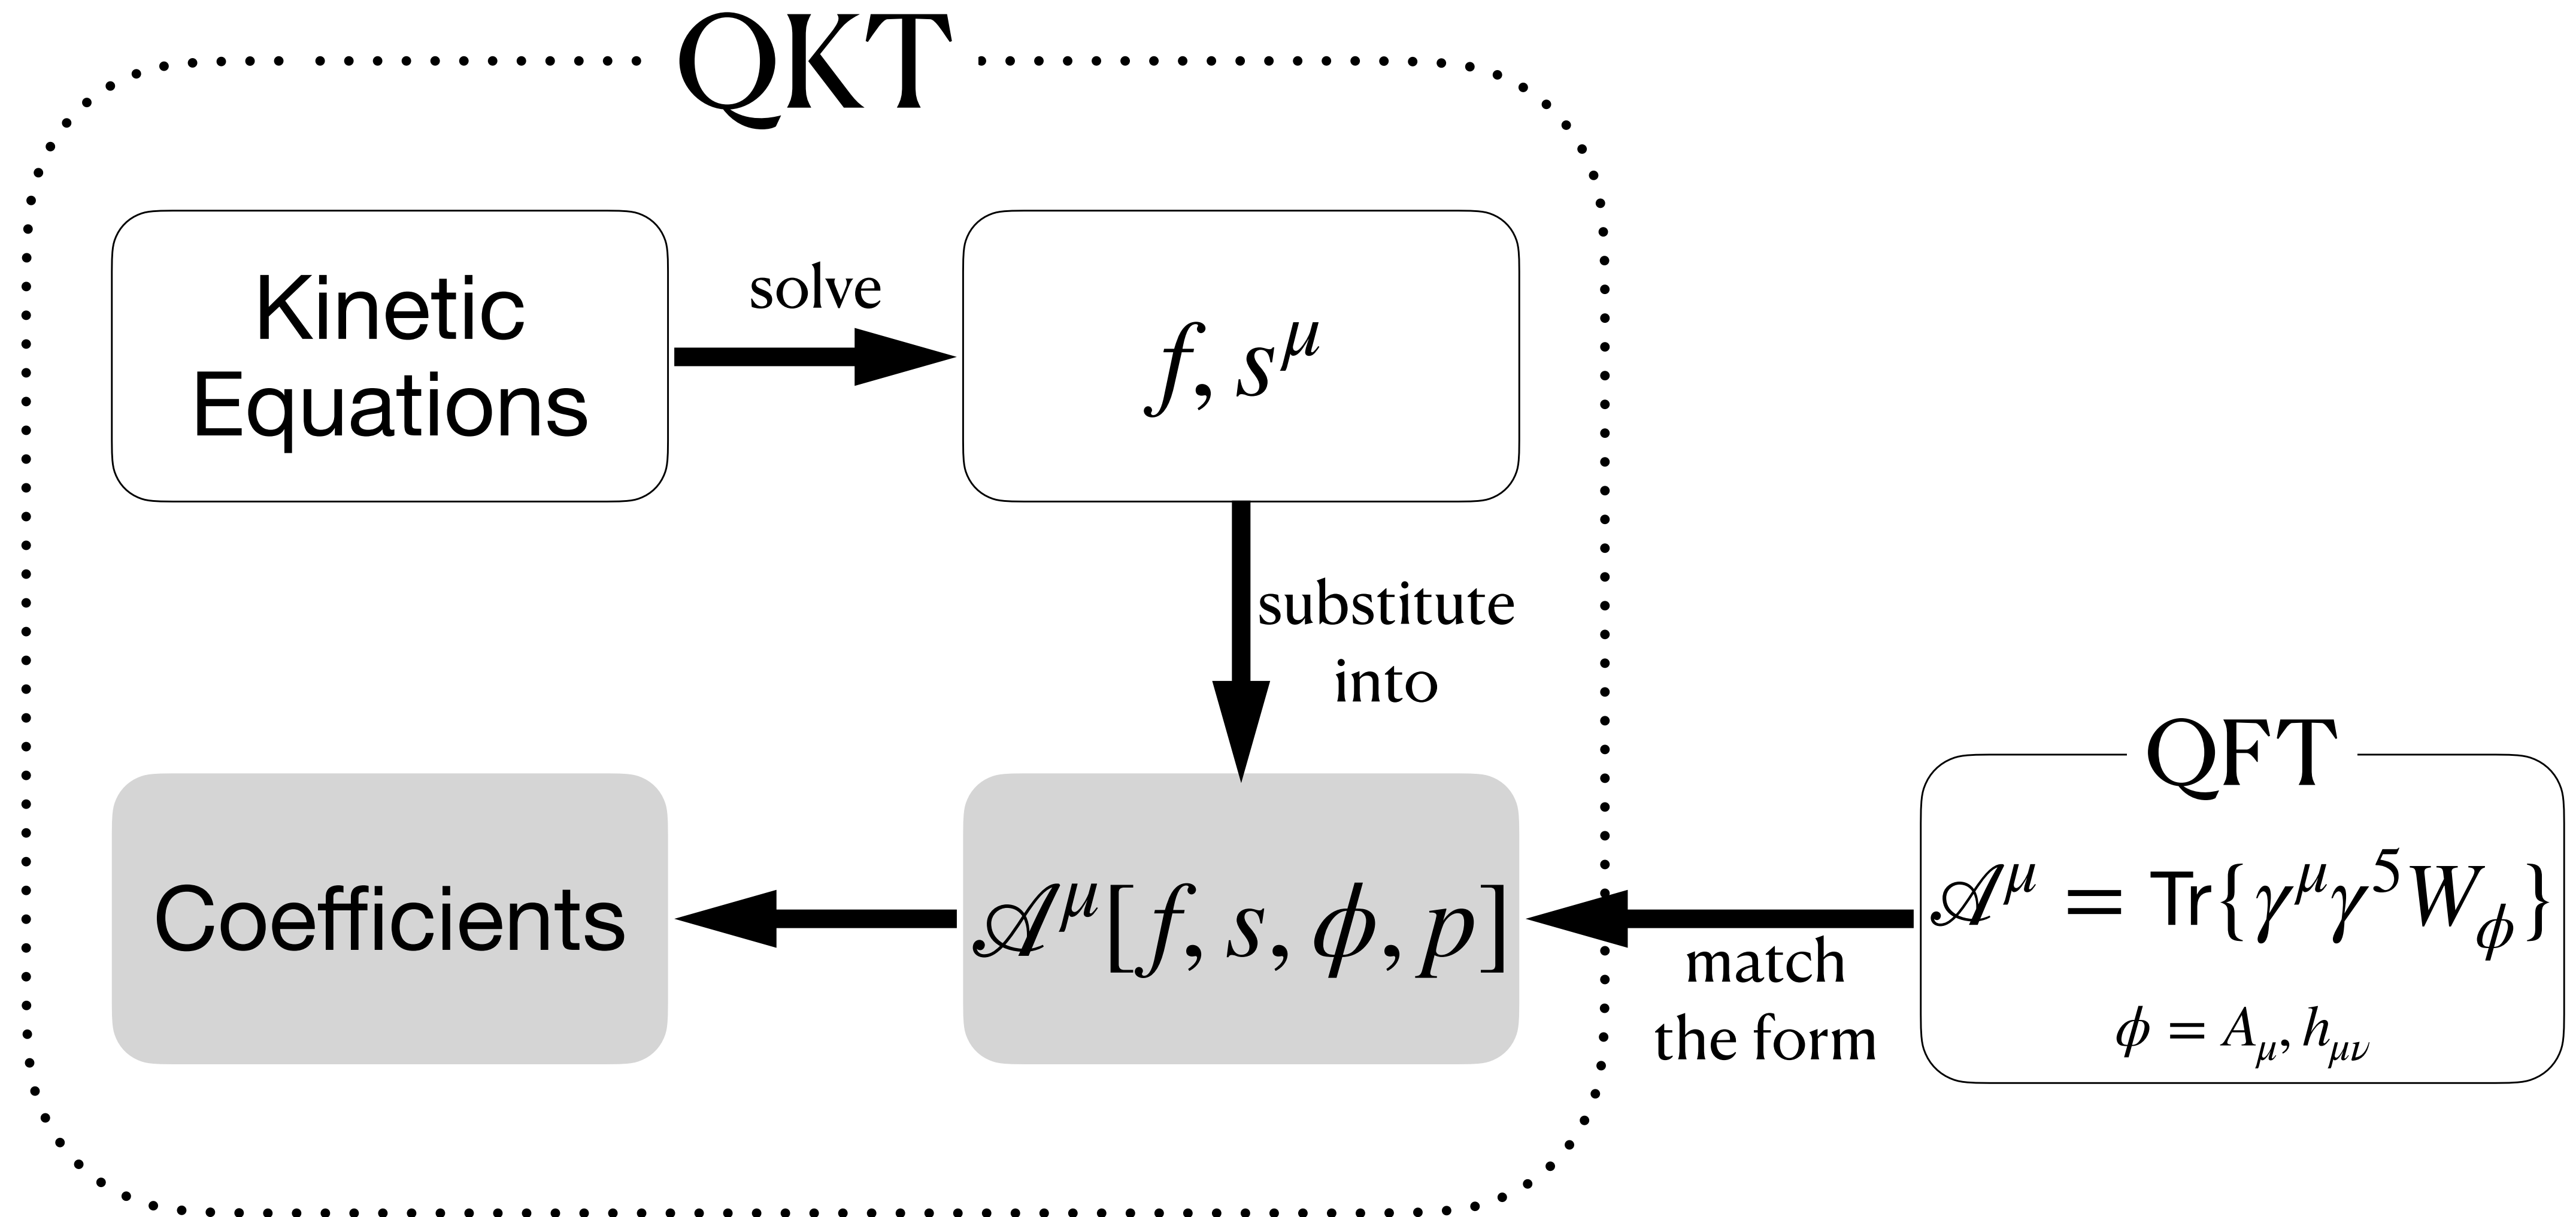 QKT
Kinetic
Equations
solve
f, s^μ
substitute
into
Coefficients
𝒜^μ[f, s, ϕ, p]
match
the form
QFT
𝒜^μ = Tr{γ^μγ^5W_ϕ}
ϕ = A_μ, h_μν